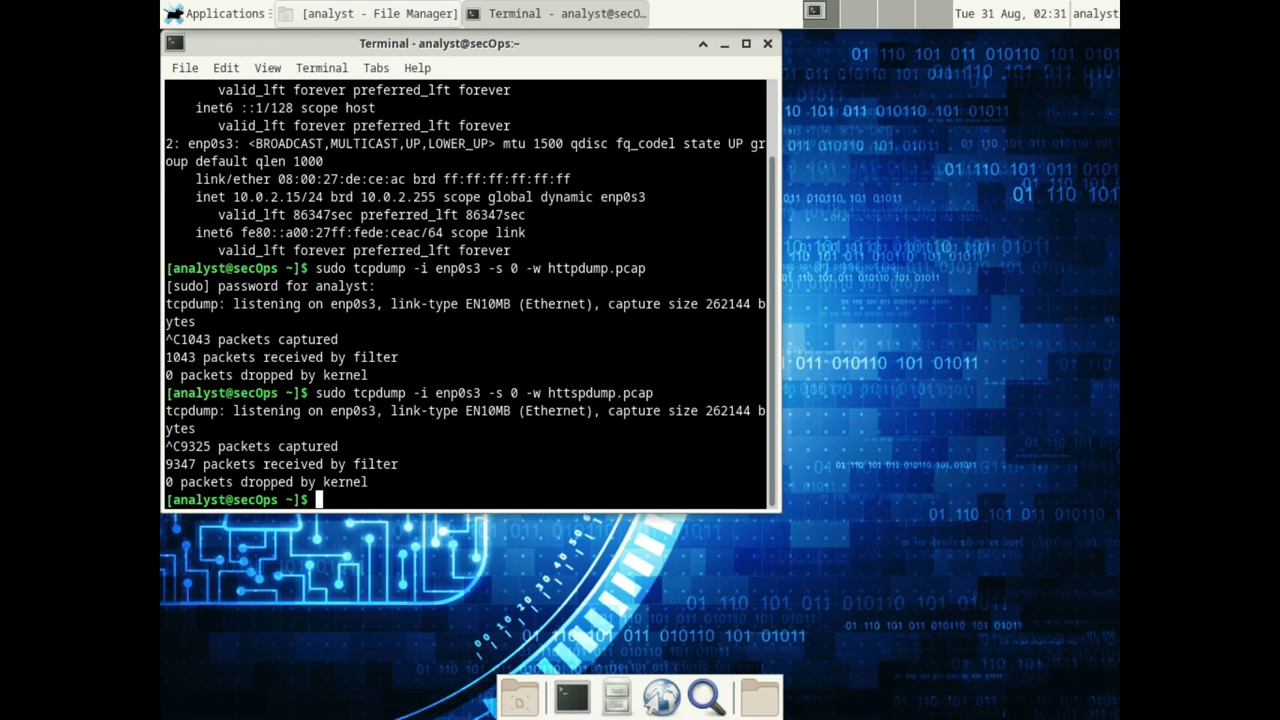 Applications
[analyst - File Manager]
Terminal - analyst@secO...
Tue 31 Aug, 02:31
analyst
Terminal - analyst@secOps:~
File Edit View Terminal Tabs Help
valid_lft forever preferred_lft forever
inet6 ::1/128 scope host
valid_lft forever preferred_lft forever
2: enp0s3: <BROADCAST,MULTICAST,UP,LOWER_UP> mtu 1500 qdisc fq_codel state UP gr
oup default qlen 1000
link/ether 08:00:27:de:ce:ac brd ff:ff:ff:ff:ff:ff
inet 10.0.2.15/24 brd 10.0.2.255 scope global dynamic enp0s3
valid_lft 86347sec preferred_lft 86347sec
inet6 fe80::a00:27ff:fede:ceac/64 scope link
valid_lft forever preferred_lft forever
[analyst@secOps ~]$ sudo tcpdump -i enp0s3 -s 0 -w httpdump.pcap
[sudo] password for analyst:
tcpdump: listening on enp0s3, link-type EN10MB (Ethernet), capture size 262144 b
ytes
^C1043 packets captured
1043 packets received by filter
0 packets dropped by kernel
[analyst@secOps ~]$ sudo tcpdump -i enp0s3 -s 0 -w httspdump.pcap
tcpdump: listening on enp0s3, link-type EN10MB (Ethernet), capture size 262144 b
ytes
^C9325 packets captured
9347 packets received by filter
0 packets dropped by kernel
[analyst@secOps ~]$
00 10 20 30 40 50